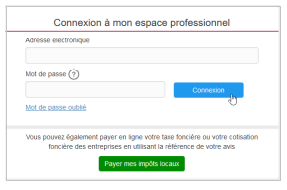 Connexion à mon espace professionnel
Adresse électronique
Mot de passe ?
Connexion
Mot de passe oublié
Vous pouvez également payer en ligne votre taxe foncière ou votre cotisation
foncière des entreprises en utilisant la référence de votre avis
Payer mes impôts locaux